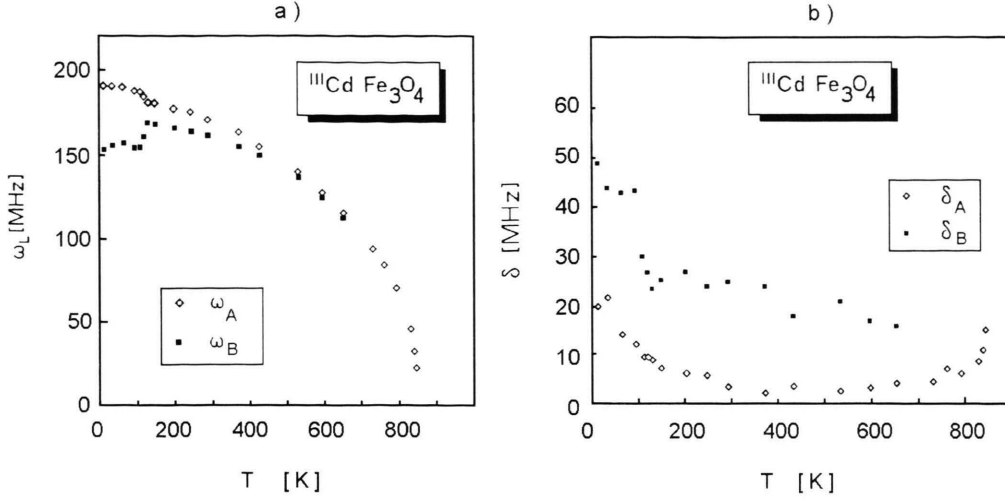 a )
200
150
100
50
0
ω_L [MHz]
¹¹¹Cd Fe₃O₄
ω_A
ω_B
0 200 400 600 800
T [K]
b )
60
50
40
30
20
10
0
δ [MHz]
¹¹¹Cd Fe₃O₄
δ_A
δ_B
0 200 400 600 800
T [K]